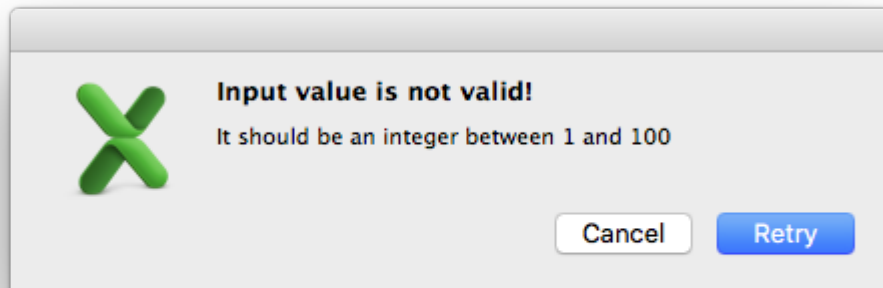 Input value is not valid!
It should be an integer between 1 and 100
Cancel
Retry